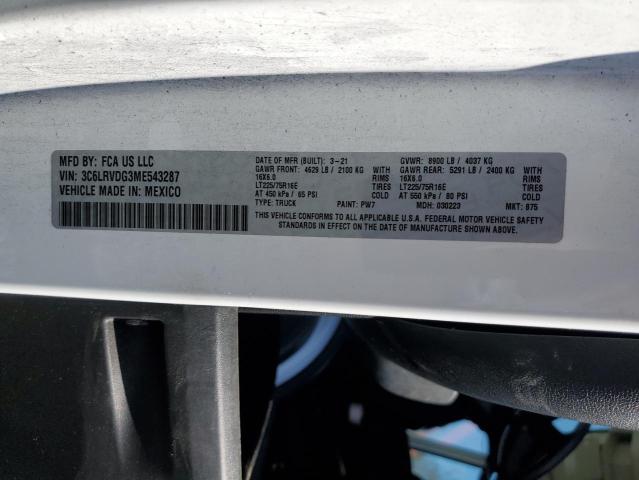 MFD BY: FCA US LLC
VIN: 3C6LRVDG3ME543287
VEHICLE MADE IN: MEXICO
DATE OF MFR (BUILT): 3-21 GVWR: 8900 LB / 4037 KG
GAWR FRONT: 4629 LB / 2100 KG WITH GAWR REAR: 5291 LB / 2400 KG WITH
16X6.0 RIMS 16X6.0 RIMS
LT225/75R16E TIRES LT225/75R16E TIRES
AT 450 kPa / 65 PSI COLD AT 550 kPa / 80 PSI COLD
TYPE: TRUCK PAINT: PW7 MDH: 030223 MKT: 875
THIS VEHICLE CONFORMS TO ALL APPLICABLE U.S.A. FEDERAL MOTOR VEHICLE SAFETY
STANDARDS IN EFFECT ON THE DATE OF MANUFACTURE SHOWN ABOVE.